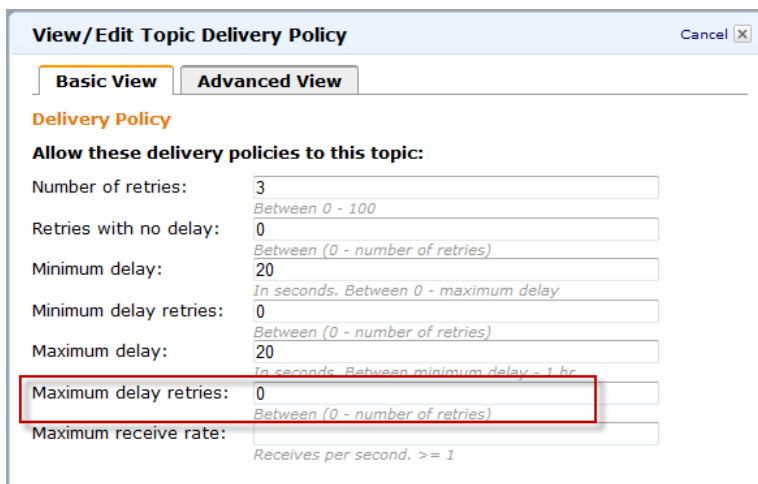 View/Edit Topic Delivery Policy Cancel X
Basic View Advanced View
Delivery Policy
Allow these delivery policies to this topic:
Number of retries: 3
Between 0 - 100
Retries with no delay: 0
Between (0 - number of retries)
Minimum delay: 20
In seconds. Between 0 - maximum delay
Minimum delay retries: 0
Between (0 - number of retries)
Maximum delay: 20
In seconds. Between minimum delay - 1 hr
Maximum delay retries: 0
Between (0 - number of retries)
Maximum receive rate:
Receives per second. >= 1